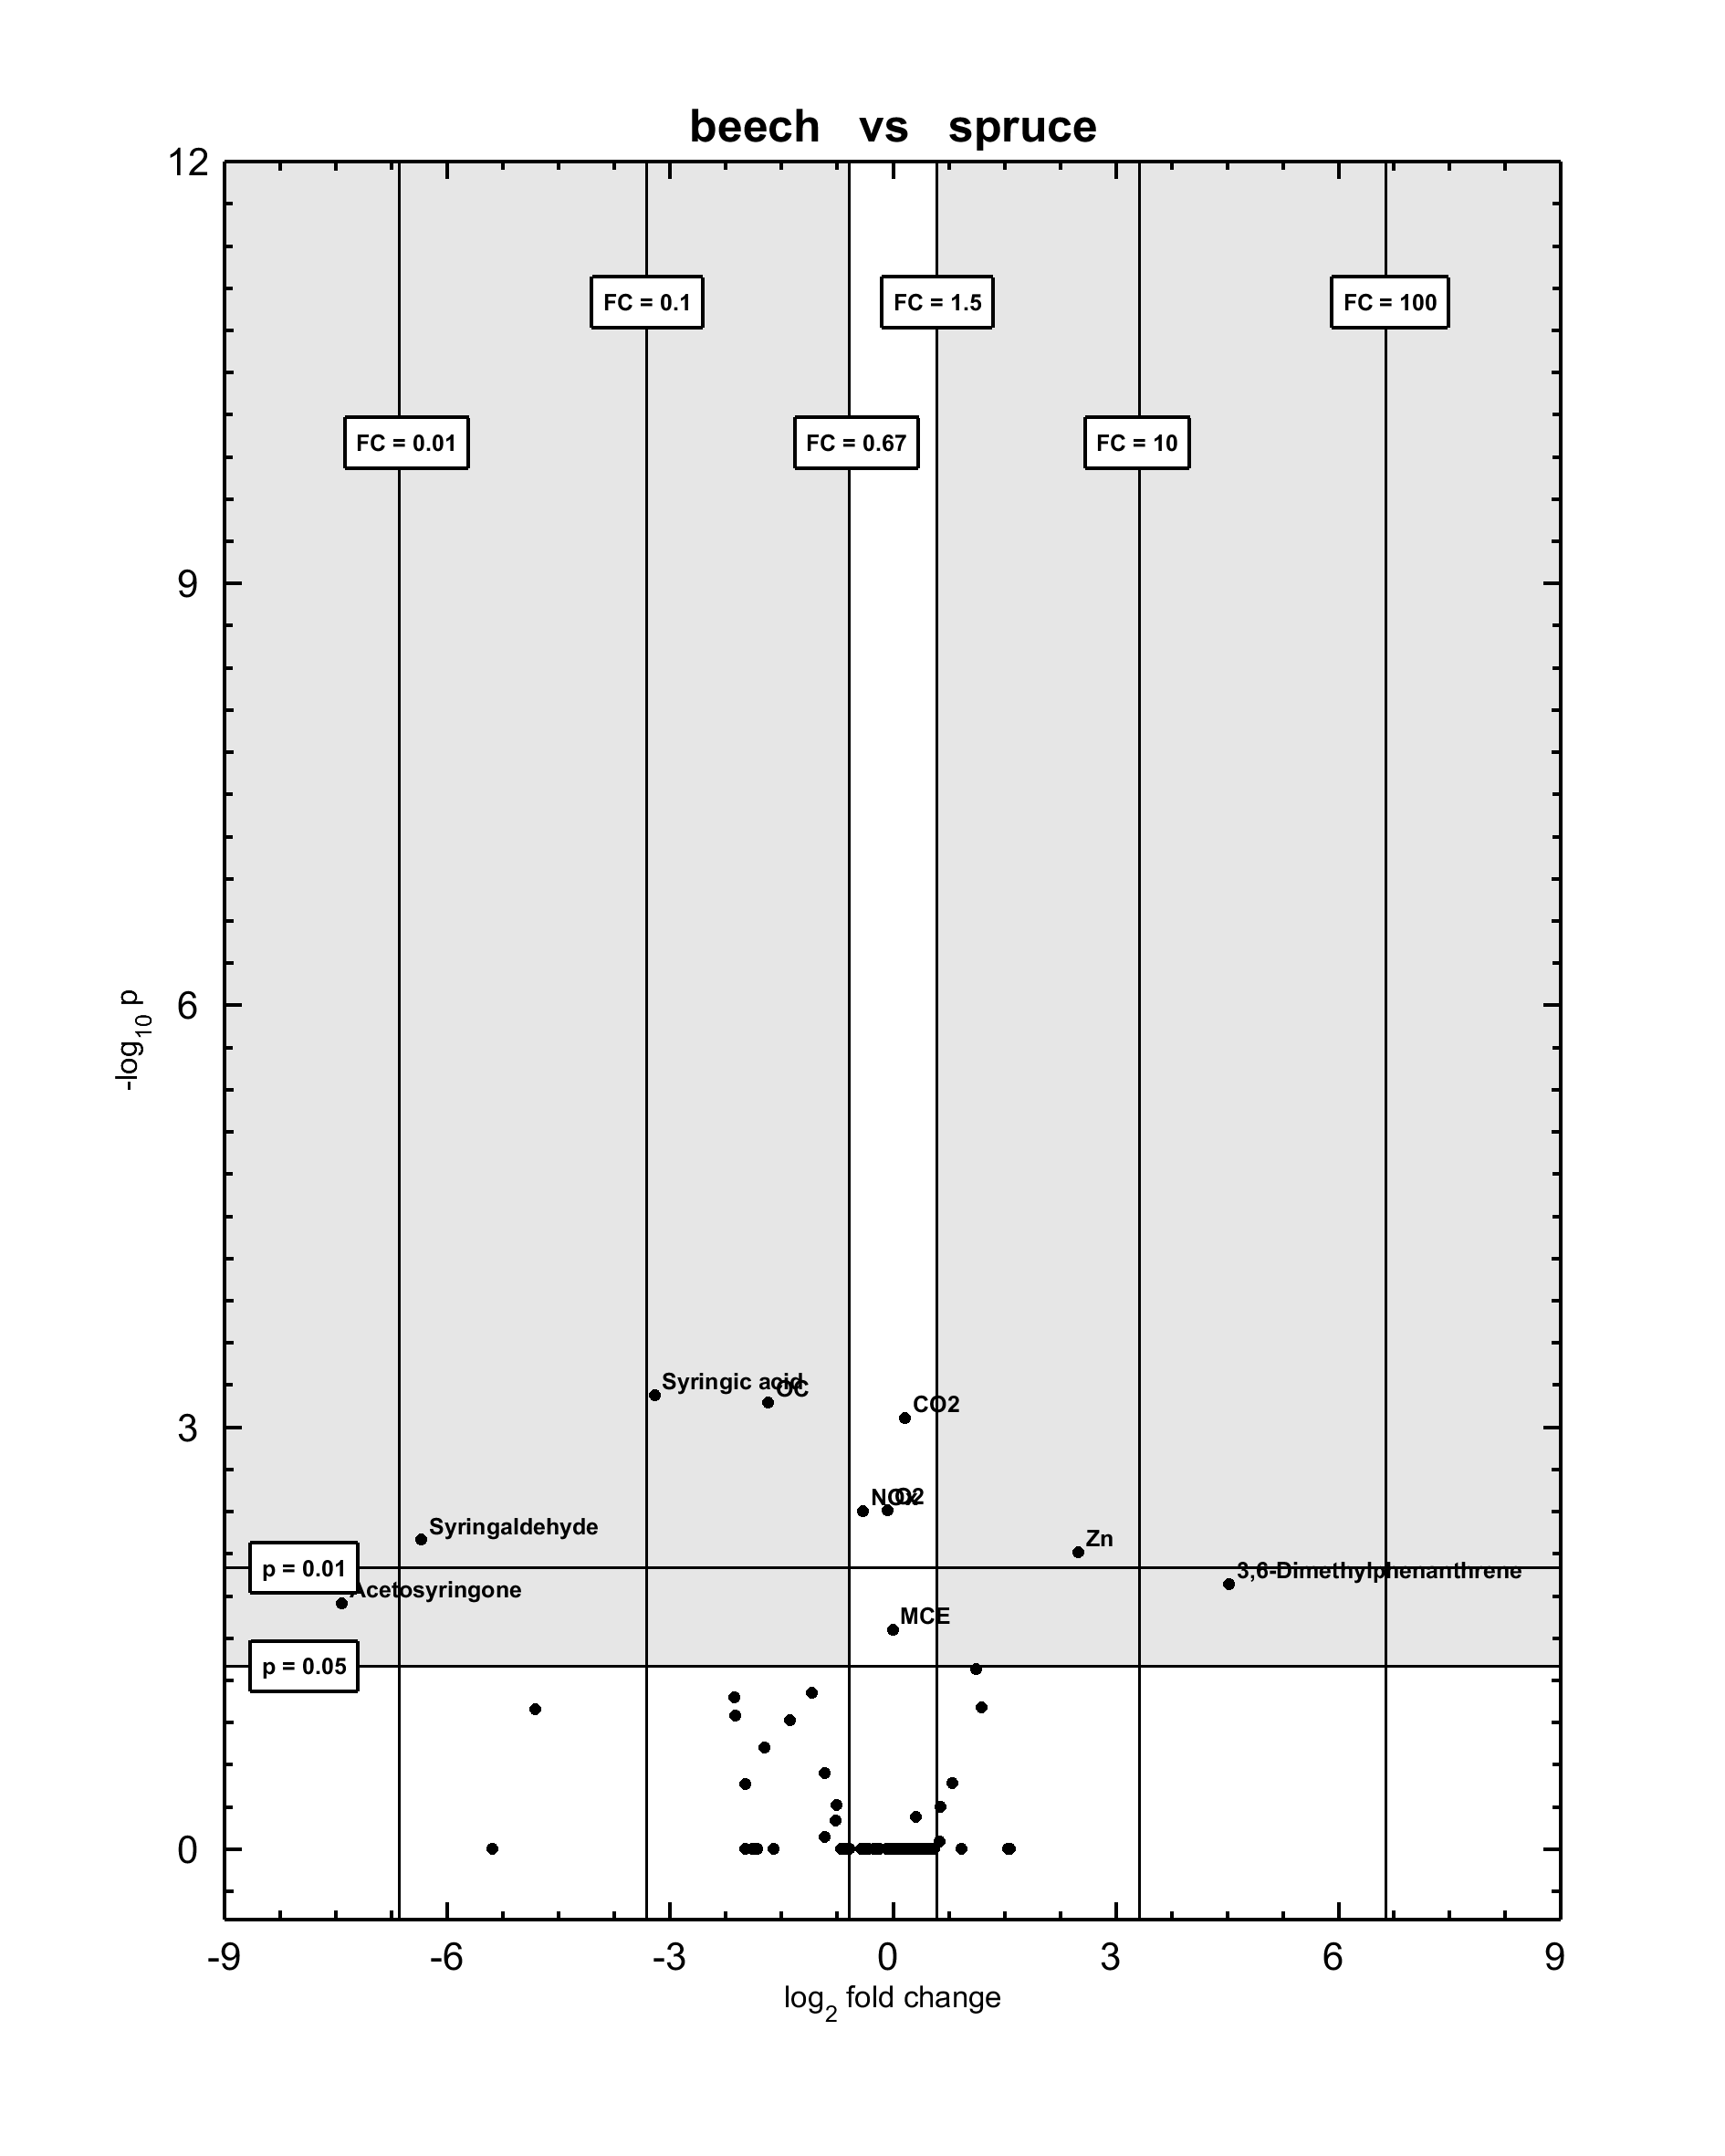 beech vs spruce
12
FC = 0.1
FC = 1.5
FC = 100
FC = 0.01
FC = 0.67
FC = 10
9
-log10 p
6
Syringic acid
OC
CO2
3
NOx
O2
Syringaldehyde
Zn
p = 0.01
3,6-Dimethylphenanthrene
Acetosyringone
MCE
p = 0.05
0
-9 -6 -3 0 3 6 9
log2 fold change